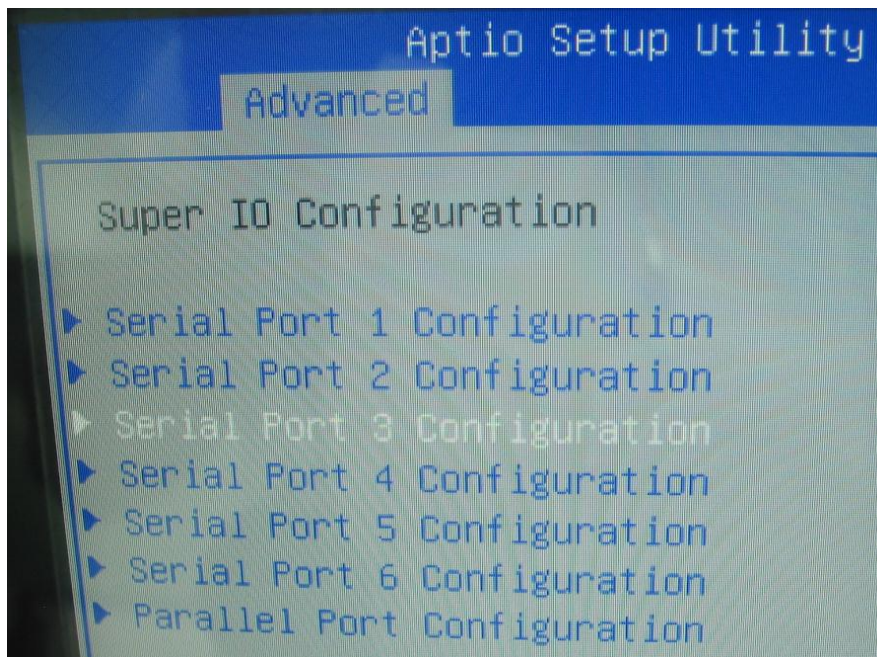 Aptio Setup Utility
Advanced
Super IO Configuration
Serial Port 1 Configuration
Serial Port 2 Configuration
Serial Port 3 Configuration
Serial Port 4 Configuration
Serial Port 5 Configuration
Serial Port 6 Configuration
Parallel Port Configuration